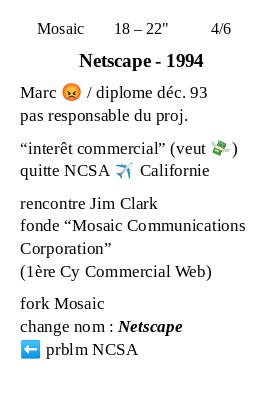 Mosaic 18 – 22" 4/6
Netscape - 1994
Marc 😡 / diplome déc. 93
pas responsable du proj.
“interêt commercial” (veut 💸)
quitte NCSA ✈️ Californie
rencontre Jim Clark
fonde “Mosaic Communications
Corporation”
(1ère Cy Commercial Web)
fork Mosaic
change nom : Netscape
⬅️ prblm NCSA